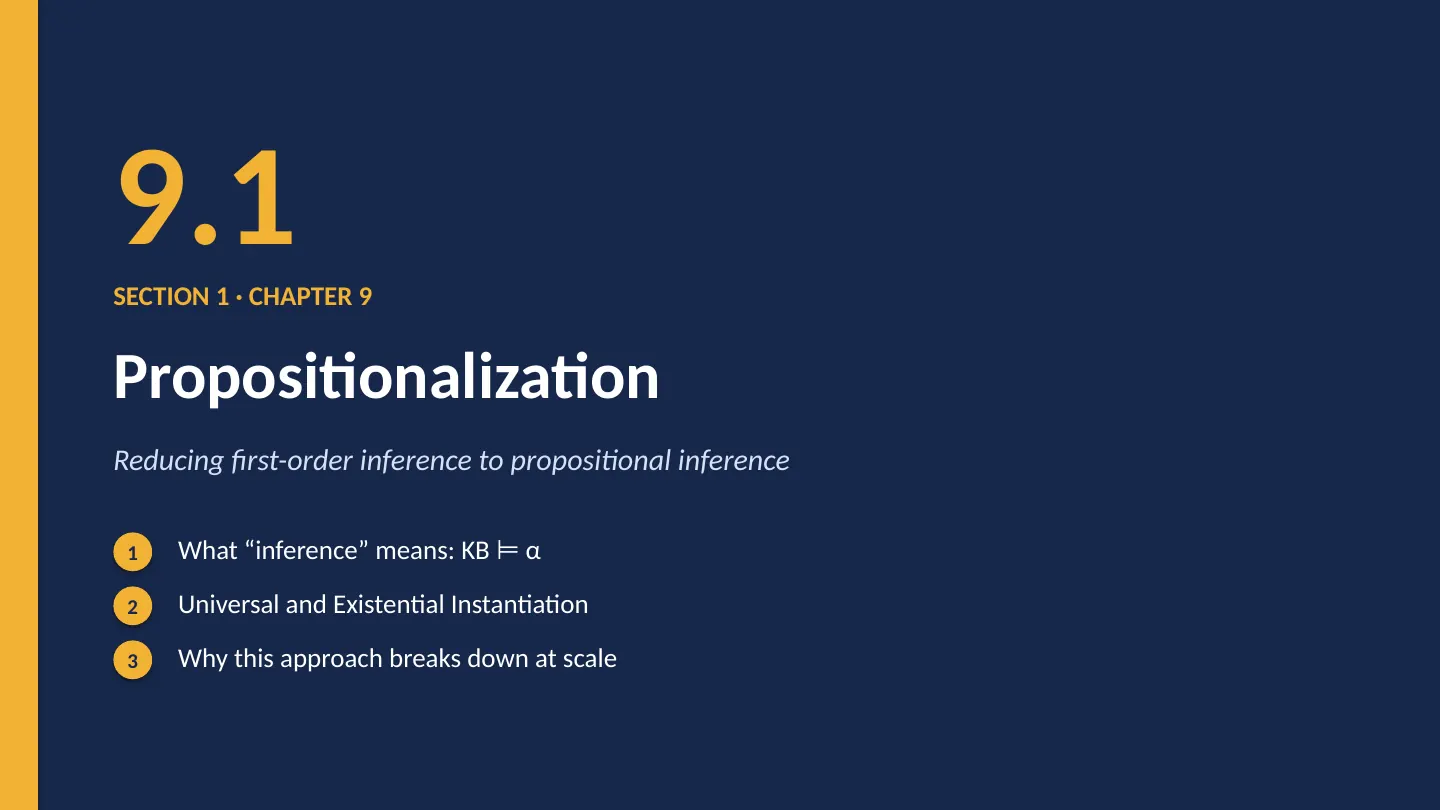 9.1
SECTION 1 · CHAPTER 9
Propositionalization
Reducing first-order inference to propositional inference
1 What “inference” means: KB ⊨ α
2 Universal and Existential Instantiation
3 Why this approach breaks down at scale